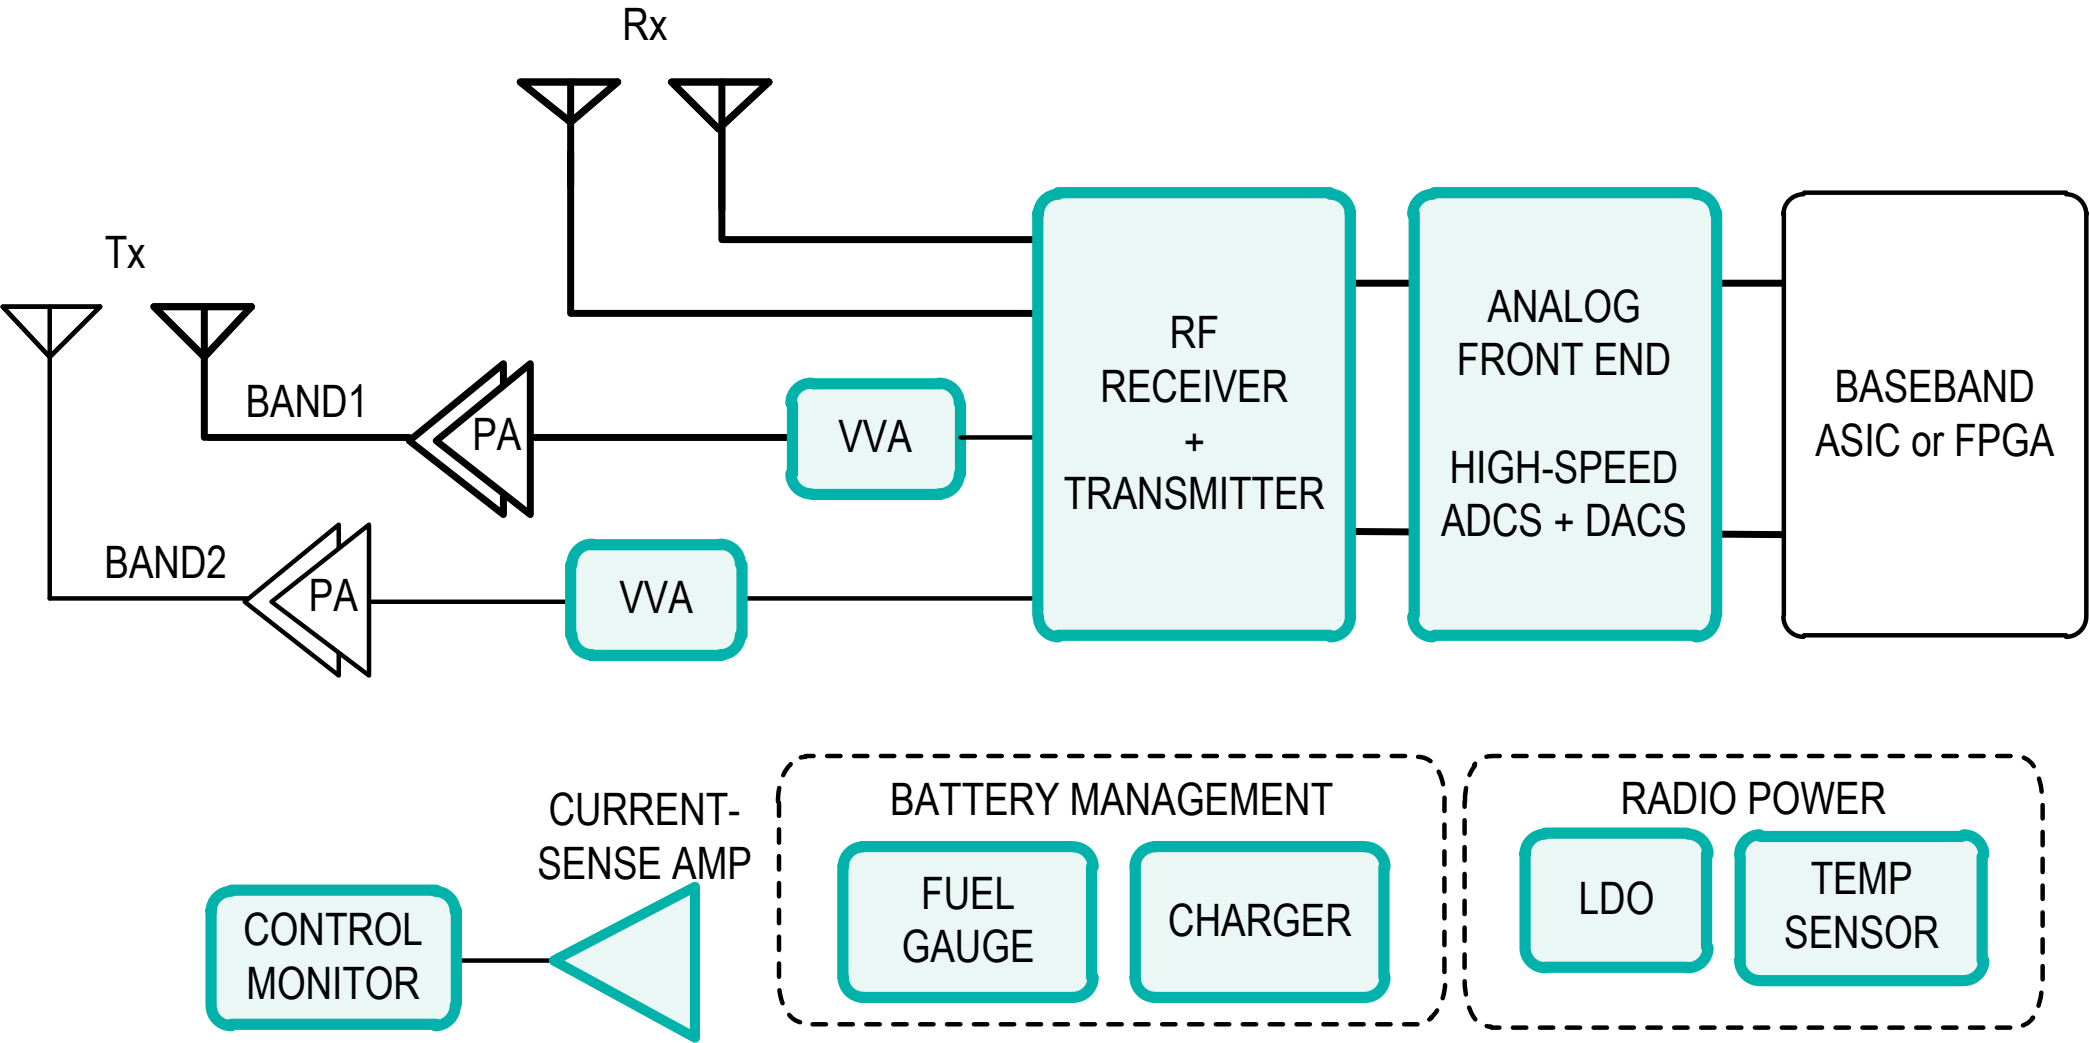 Rx
Tx
BAND1
PA
VVA
BAND2
PA
VVA
RF
RECEIVER
+
TRANSMITTER
ANALOG
FRONT END
HIGH-SPEED
ADCS + DACS
BASEBAND
ASIC or FPGA
CURRENT-
SENSE AMP
CONTROL
MONITOR
BATTERY MANAGEMENT
FUEL
GAUGE
CHARGER
RADIO POWER
LDO
TEMP
SENSOR